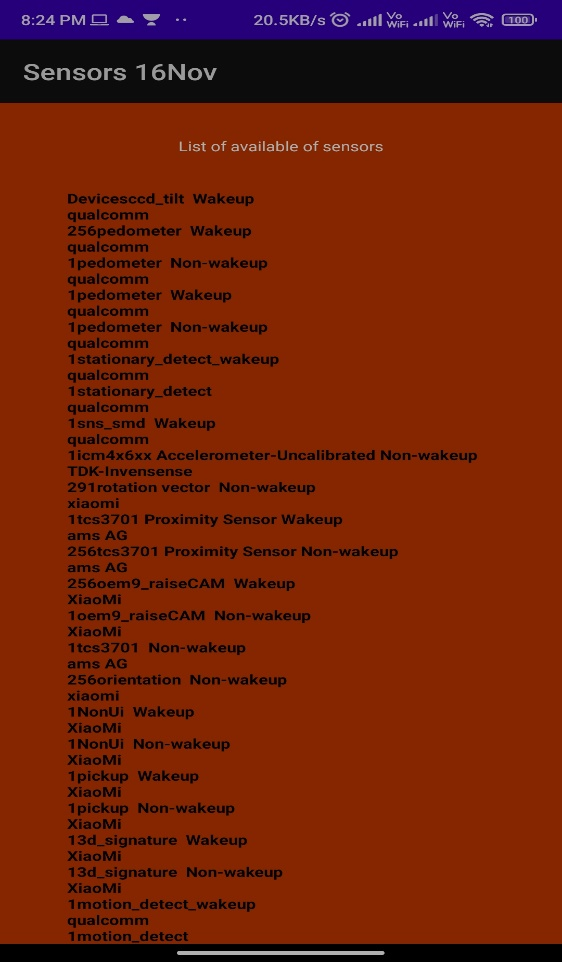 8:24 PM
20.5KB/s
Vo
WiFi
Vo
WiFi
100
Sensors 16Nov
List of available of sensors
Devicesccd_tilt  Wakeup
qualcomm
256pedometer  Wakeup
qualcomm
1pedometer  Non-wakeup
qualcomm
1pedometer  Wakeup
qualcomm
1pedometer  Non-wakeup
qualcomm
1stationary_detect_wakeup
qualcomm
1stationary_detect
qualcomm
1sns_smd  Wakeup
qualcomm
1icm4x6xx Accelerometer-Uncalibrated Non-wakeup
TDK-Invensense
291rotation vector  Non-wakeup
xiaomi
1tcs3701 Proximity Sensor Wakeup
ams AG
256tcs3701 Proximity Sensor Non-wakeup
ams AG
256oem9_raiseCAM  Wakeup
XiaoMi
1oem9_raiseCAM  Non-wakeup
XiaoMi
1tcs3701  Non-wakeup
ams AG
256orientation  Non-wakeup
xiaomi
1NonUi  Wakeup
XiaoMi
1NonUi  Non-wakeup
XiaoMi
1pickup  Wakeup
XiaoMi
1pickup  Non-wakeup
XiaoMi
13d_signature  Wakeup
XiaoMi
13d_signature  Non-wakeup
XiaoMi
1motion_detect_wakeup
qualcomm
1motion_detect